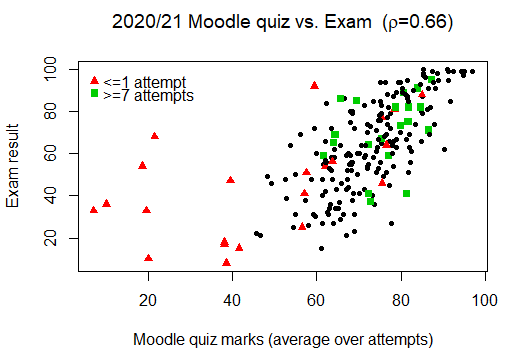 2020/21 Moodle quiz vs. Exam (ρ=0.66)
<=1 attempt
>=7 attempts
Exam result
100
80
60
40
20
20
40
60
80
100
Moodle quiz marks (average over attempts)